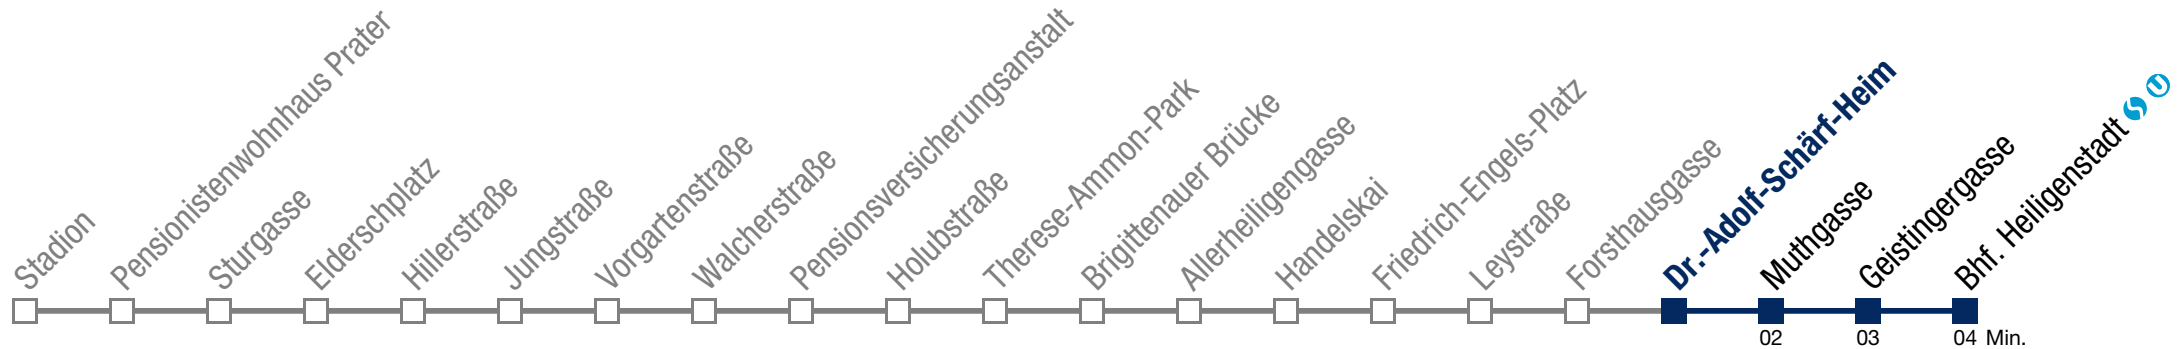 Stadion
Pensionistenwohnhaus Prater
Sturgasse
Elderschplatz
Hillerstraße
Jungstraße
Vorgartenstraße
Walcherstraße
Pensionsversicherungsanstalt
Holubstraße
Therese-Ammon-Park
Brigittenauer Brücke
Allerheiligengasse
Handelskai
Friedrich-Engels-Platz
Leystraße
Forsthausgasse
Dr.-Adolf-Schärf-Heim
Muthgasse
Geistingergasse
Bhf. Heiligenstadt S U
02 03 04 Min.